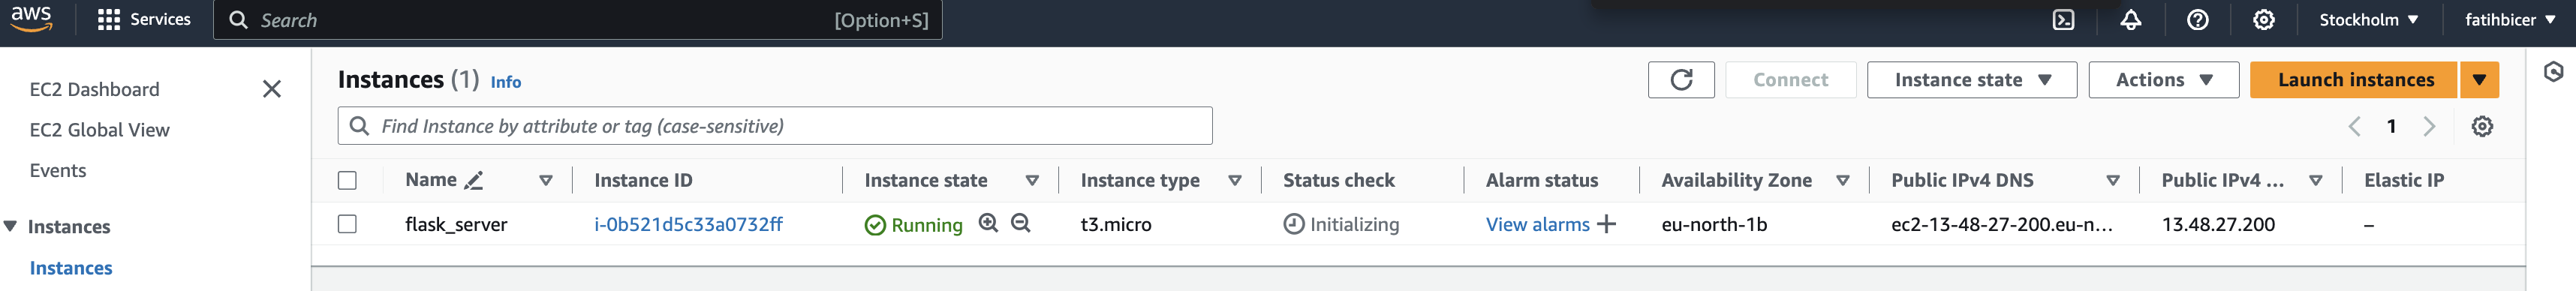 aws Services Search [Option+S] Stockholm fatihbicer
EC2 Dashboard
EC2 Global View
Events
Instances
Instances
Instances (1) Info Connect Instance state Actions Launch instances
Find Instance by attribute or tag (case-sensitive) 1
Name Instance ID Instance state Instance type Status check Alarm status Availability Zone Public IPv4 DNS Public IPv4 ... Elastic IP
flask_server i-0b521d5c33a0732ff Running t3.micro Initializing View alarms + eu-north-1b ec2-13-48-27-200.eu-n... 13.48.27.200 –